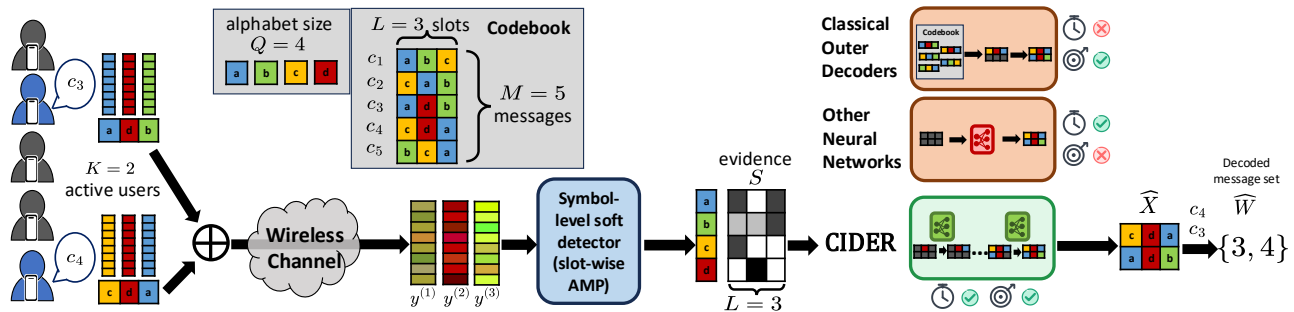 c₃
a d b
K = 2
active users
c₄
c d a
alphabet size
Q = 4
a b c d
L = 3 slots
Codebook
c₁ a b c
c₂ c a b
c₃ a d b
c₄ c d a
c₅ b c a
M = 5
messages
Wireless
Channel
y⁽¹⁾ y⁽²⁾ y⁽³⁾
Symbol-
level soft
detector
(slot-wise
AMP)
evidence
S
a
b
c
d
L = 3
Classical
Outer
Decoders
Codebook
Other
Neural
Networks
CIDER
X̂
c d a
a d b
c₄
c₃
Decoded
message set
Ŵ
{3, 4}